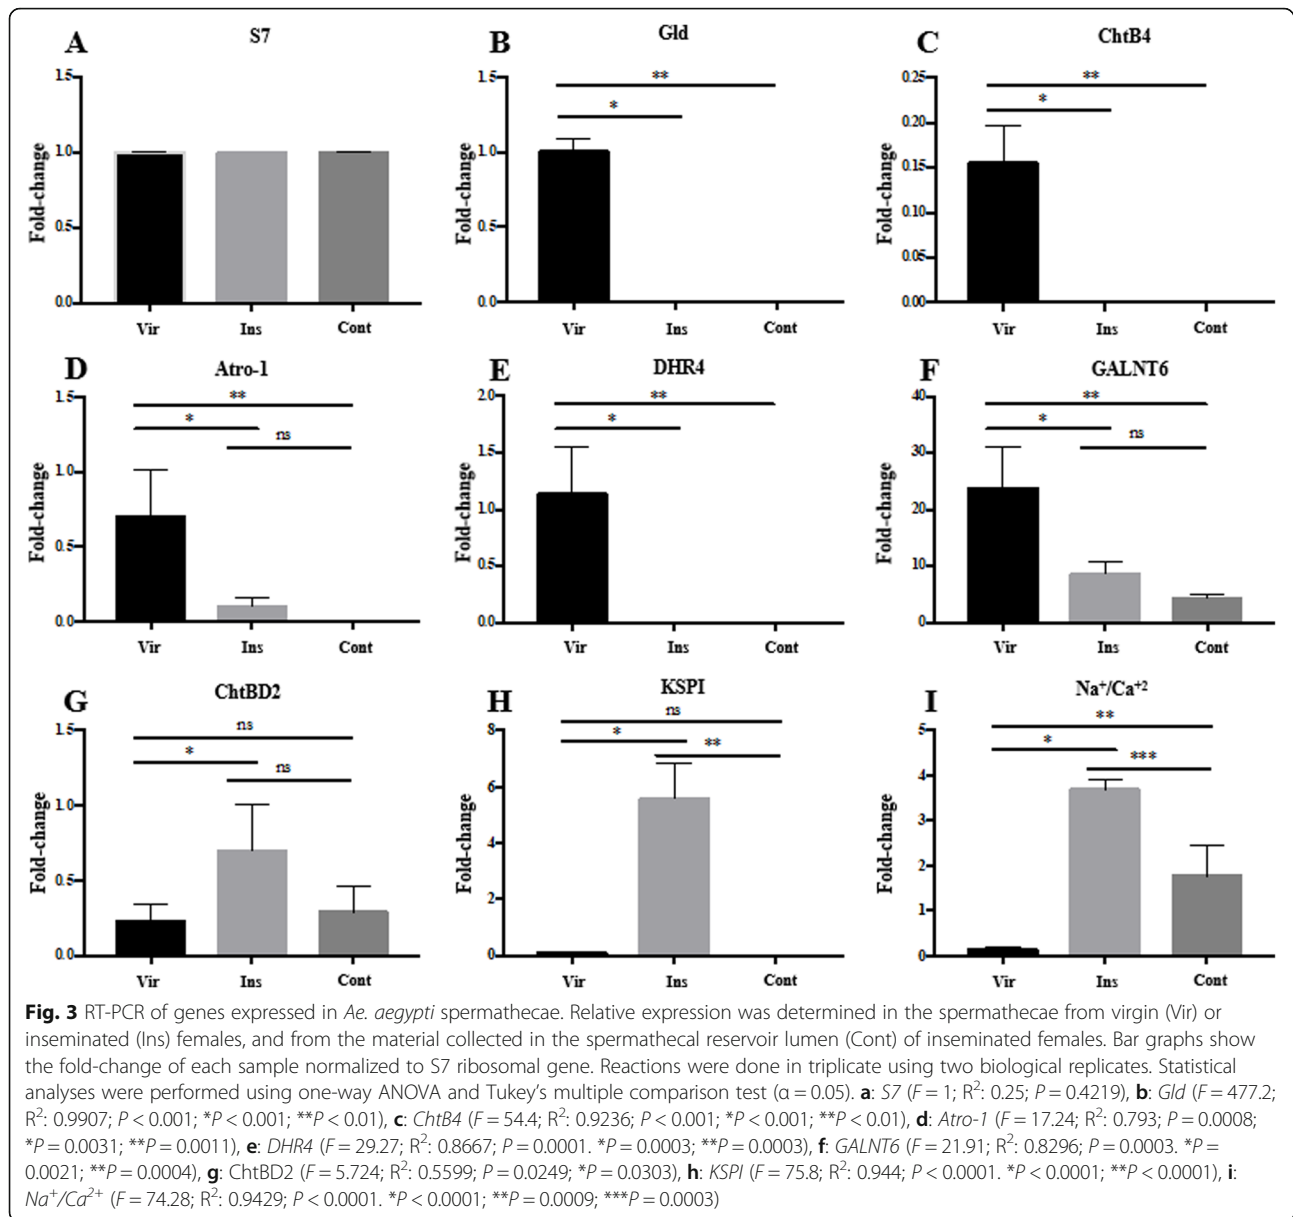 A S7
Fold-change
1.5
1.0
0.5
0.0
Vir Ins Cont
B Gld
Fold-change
1.5
1.0
0.5
0.0
**
*
Vir Ins Cont
C ChtB4
Fold-change
0.25
0.20
0.15
0.10
0.05
0.00
**
*
Vir Ins Cont
D Atro-1
Fold-change
1.5
1.0
0.5
0.0
**
*
ns
Vir Ins Cont
E DHR4
Fold-change
2.0
1.5
1.0
0.5
0.0
**
*
Vir Ins Cont
F GALNT6
Fold-change
40
30
20
10
0
**
*
ns
Vir Ins Cont
G ChtBD2
Fold-change
1.5
1.0
0.5
0.0
ns
*
ns
Vir Ins Cont
H KSPI
Fold-change
8
6
4
2
0
ns
*
**
Vir Ins Cont
I Na⁺/Ca⁺²
Fold-change
5
4
3
2
1
0
**
*
***
Vir Ins Cont
Fig. 3 RT-PCR of genes expressed in Ae. aegypti spermathecae. Relative expression was determined in the spermathecae from virgin (Vir) or
inseminated (Ins) females, and from the material collected in the spermathecal reservoir lumen (Cont) of inseminated females. Bar graphs show
the fold-change of each sample normalized to S7 ribosomal gene. Reactions were done in triplicate using two biological replicates. Statistical
analyses were performed using one-way ANOVA and Tukey's multiple comparison test (α = 0.05). a: S7 (F = 1; R²: 0.25; P = 0.4219), b: Gld (F = 477.2;
R²: 0.9907; P < 0.001; *P < 0.001; **P < 0.01), c: ChtB4 (F = 54.4; R²: 0.9236; P < 0.001; *P < 0.001; **P < 0.01), d: Atro-1 (F = 17.24; R²: 0.793; P = 0.0008;
*P = 0.0031; **P = 0.0011), e: DHR4 (F = 29.27; R²: 0.8667; P = 0.0001. *P = 0.0003; **P = 0.0003), f: GALNT6 (F = 21.91; R²: 0.8296; P = 0.0003. *P =
0.0021; **P = 0.0004), g: ChtBD2 (F = 5.724; R²: 0.5599; P = 0.0249; *P = 0.0303), h: KSPI (F = 75.8; R²: 0.944; P < 0.0001. *P < 0.0001; **P < 0.0001), i:
Na⁺/Ca²⁺ (F = 74.28; R²: 0.9429; P < 0.0001. *P < 0.0001; **P = 0.0009; ***P = 0.0003)